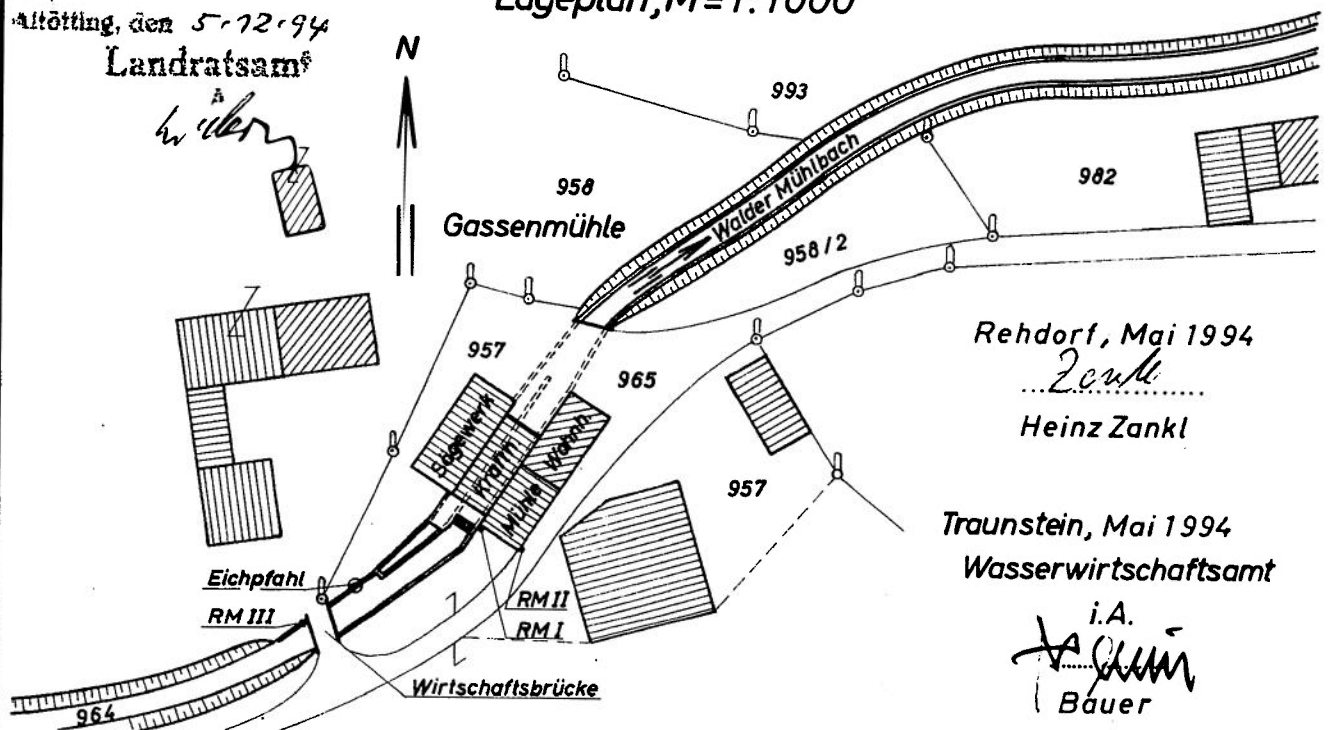 Lageplan, M = 1:1000
Altötting, den 5.12.94
Landratsamt
N
993
958
Gassenmühle
Walder Mühlbach
982
958/2
957
965
Sägewerk
Krafth.
Wohnh.
Mühle
957
Rehdorf, Mai 1994
Zankl
Heinz Zankl
Traunstein, Mai 1994
Wasserwirtschaftsamt
i.A.
Bauer
Eichpfahl
RM III
RM II
RM I
Wirtschaftsbrücke
964